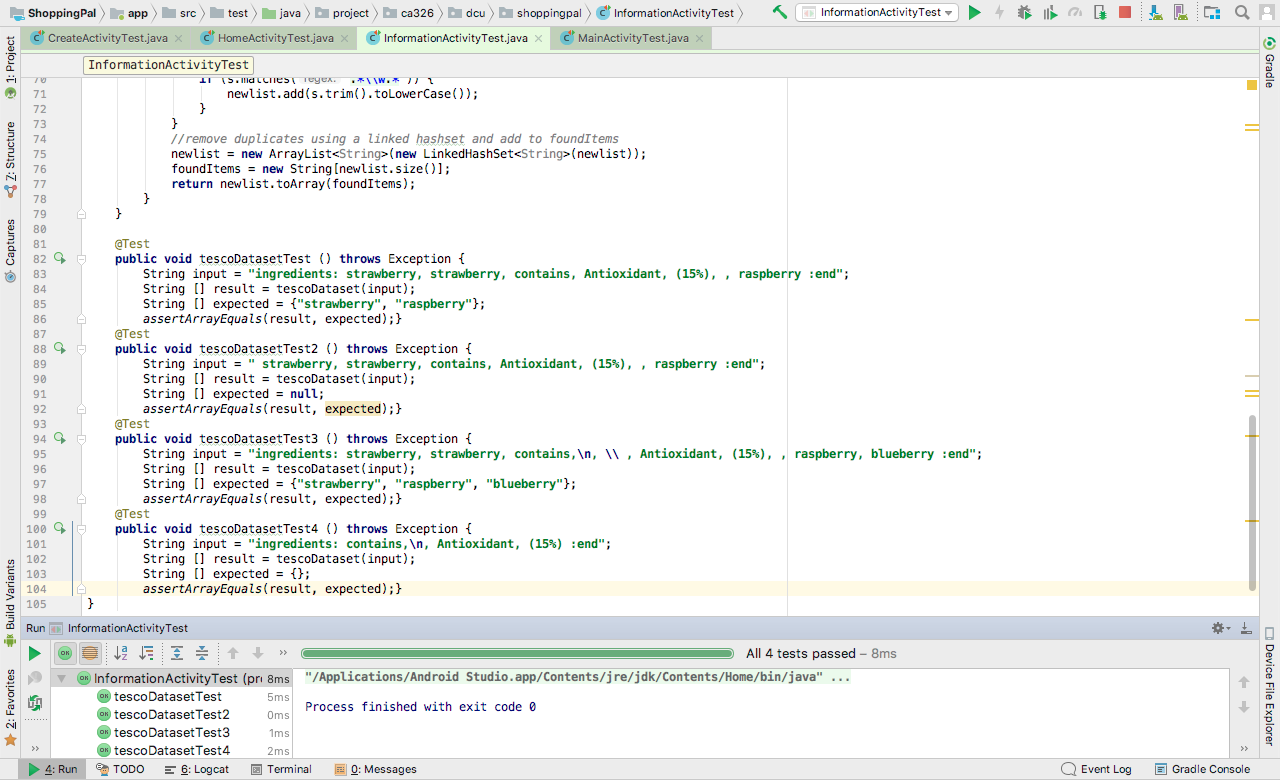 ShoppingPal app src test java project ca326 dcu shoppingpal InformationActivityTest InformationActivityTest
CreateActivityTest.java HomeActivityTest.java InformationActivityTest.java MainActivityTest.java
InformationActivityTest
70 if (s.matches( regex: ".*\\w.*")) {
71 newlist.add(s.trim().toLowerCase());
72 }
73 }
74 //remove duplicates using a linked hashset and add to foundItems
75 newlist = new ArrayList<String>(new LinkedHashSet<String>(newlist));
76 foundItems = new String[newlist.size()];
77 return newlist.toArray(foundItems);
78 }
79 }
80
81 @Test
82 public void tescoDatasetTest () throws Exception {
83 String input = "ingredients: strawberry, strawberry, contains, Antioxidant, (15%), , raspberry :end";
84 String [] result = tescoDataset(input);
85 String [] expected = {"strawberry", "raspberry"};
86 assertArrayEquals(result, expected);}
87 @Test
88 public void tescoDatasetTest2 () throws Exception {
89 String input = " strawberry, strawberry, contains, Antioxidant, (15%), , raspberry :end";
90 String [] result = tescoDataset(input);
91 String [] expected = null;
92 assertArrayEquals(result, expected);}
93 @Test
94 public void tescoDatasetTest3 () throws Exception {
95 String input = "ingredients: strawberry, strawberry, contains,\n, \\ , Antioxidant, (15%), , raspberry, blueberry :end";
96 String [] result = tescoDataset(input);
97 String [] expected = {"strawberry", "raspberry", "blueberry"};
98 assertArrayEquals(result, expected);}
99 @Test
100 public void tescoDatasetTest4 () throws Exception {
101 String input = "ingredients: contains,\n, Antioxidant, (15%) :end";
102 String [] result = tescoDataset(input);
103 String [] expected = {};
104 assertArrayEquals(result, expected);}
105 }
1: Project
7: Structure
Captures
Build Variants
2: Favorites
Gradle
Device File Explorer
Run InformationActivityTest
All 4 tests passed – 8ms
InformationActivityTest (pro 8ms
tescoDatasetTest 5ms
tescoDatasetTest2 0ms
tescoDatasetTest3 1ms
tescoDatasetTest4 2ms
"/Applications/Android Studio.app/Contents/jre/jdk/Contents/Home/bin/java" ...
Process finished with exit code 0
4: Run TODO 6: Logcat Terminal 0: Messages Event Log Gradle Console